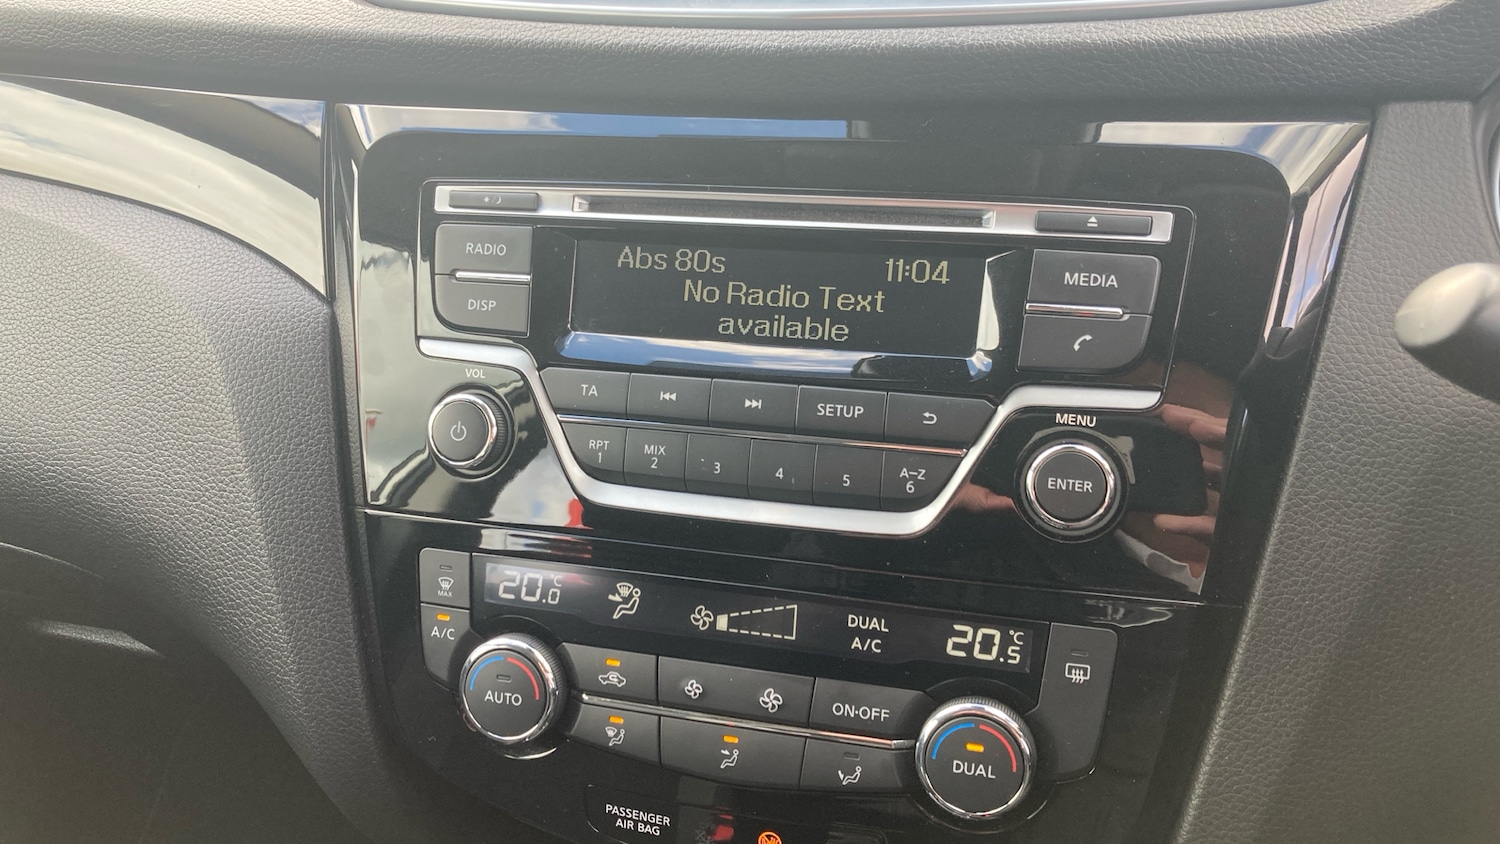 RADIO
DISP
Abs 80s 11:04
No Radio Text
available
MEDIA
VOL
TA
SETUP
MENU
RPT
1
MIX
2
3
4
5
A-Z
6
ENTER
MAX
A/C
20.0 °C
DUAL
A/C
20.5 °C
AUTO
ON·OFF
DUAL
PASSENGER
AIR BAG